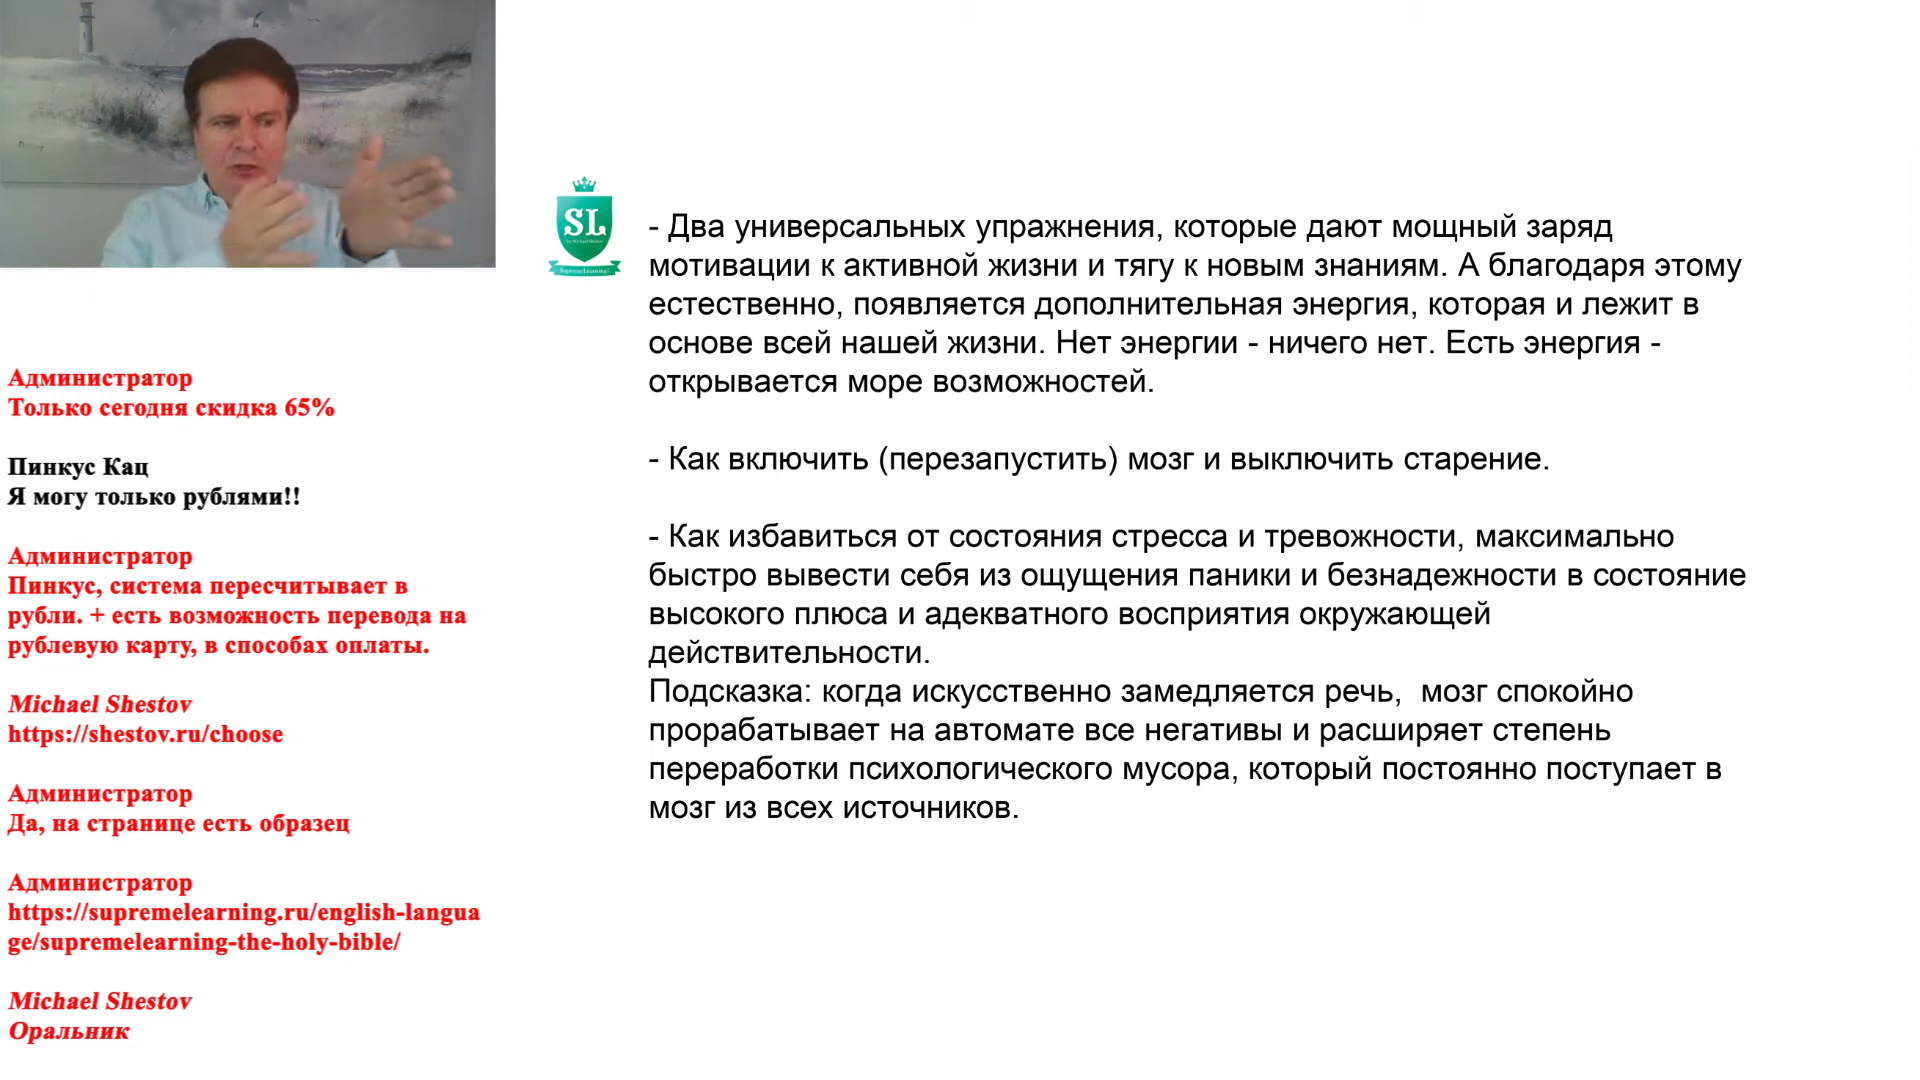 SL
by Michael Shestov
SupremeLearning
- Два универсальных упражнения, которые дают мощный заряд
мотивации к активной жизни и тягу к новым знаниям. А благодаря этому
естественно, появляется дополнительная энергия, которая и лежит в
основе всей нашей жизни. Нет энергии - ничего нет. Есть энергия -
открывается море возможностей.
- Как включить (перезапустить) мозг и выключить старение.
- Как избавиться от состояния стресса и тревожности, максимально
быстро вывести себя из ощущения паники и безнадежности в состояние
высокого плюса и адекватного восприятия окружающей
действительности.
Подсказка: когда искусственно замедляется речь,  мозг спокойно
прорабатывает на автомате все негативы и расширяет степень
переработки психологического мусора, который постоянно поступает в
мозг из всех источников.
Администратор
Только сегодня скидка 65%
Пинкус Кац
Я могу только рублями!!
Администратор
Пинкус, система пересчитывает в
рубли. + есть возможность перевода на
рублевую карту, в способах оплаты.
Michael Shestov
https://shestov.ru/choose
Администратор
Да, на странице есть образец
Администратор
https://supremelearning.ru/english-langua
ge/supremelearning-the-holy-bible/
Michael Shestov
Оральник